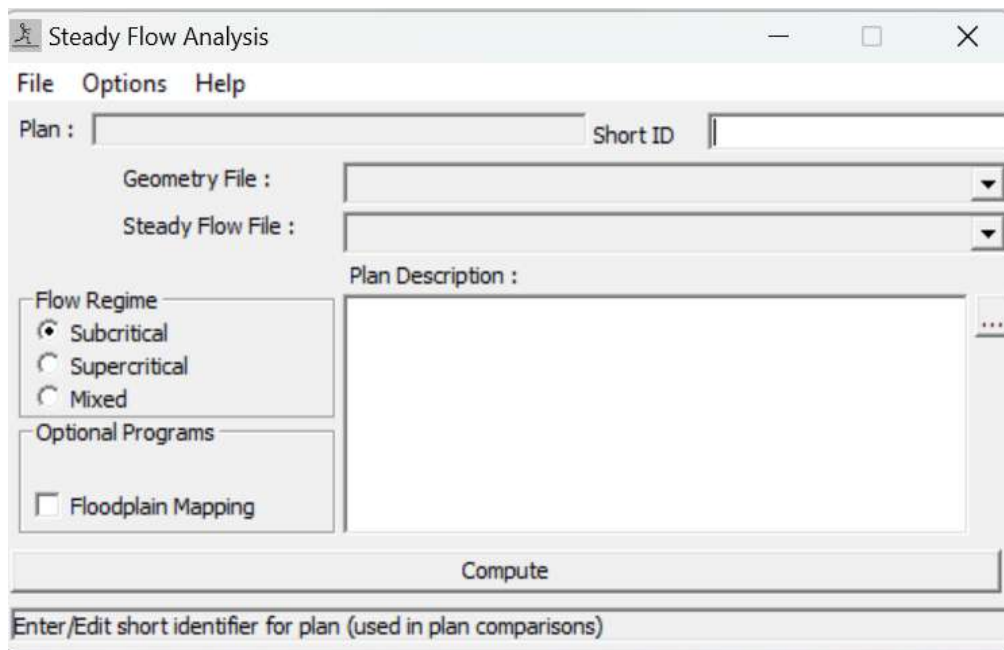 Steady Flow Analysis
File Options Help
Plan : Short ID
Geometry File :
Steady Flow File :
Plan Description :
Flow Regime
...
Subcritical
Supercritical
Mixed
Optional Programs
Floodplain Mapping
Compute
Enter/Edit short identifier for plan (used in plan comparisons)